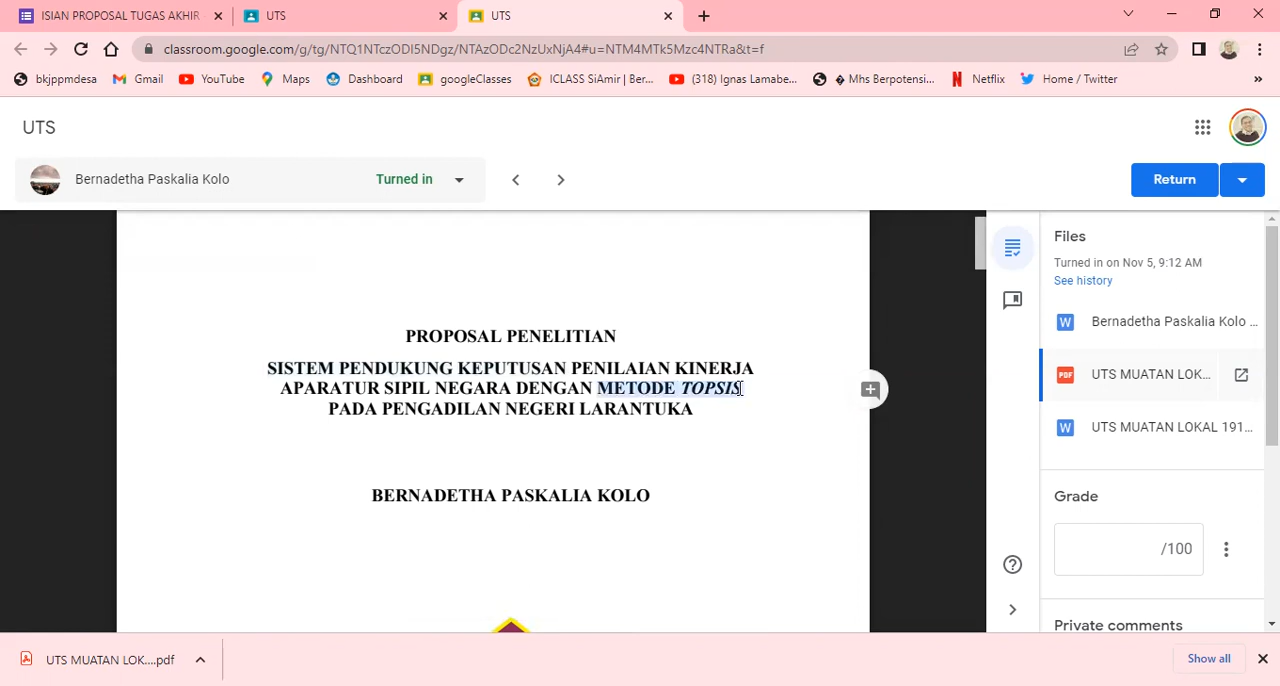 ISIAN PROPOSAL TUGAS AKHIR
UTS
UTS
classroom.google.com/g/tg/NTQ1NTczODI5NDgz/NTAzODc2NzUxNjA4#u=NTM4MTk5Mzc4NTRa&t=f
bkjppmdesa
Gmail
YouTube
Maps
Dashboard
googleClasses
ICLASS SiAmir | Ber...
(318) Ignas Lamabe...
� Mhs Berpotensi...
Netflix
Home / Twitter
»
UTS
Bernadetha Paskalia Kolo
Turned in
Return
PROPOSAL PENELITIAN
SISTEM PENDUKUNG KEPUTUSAN PENILAIAN KINERJA
APARATUR SIPIL NEGARA DENGAN METODE TOPSIS
PADA PENGADILAN NEGERI LARANTUKA
BERNADETHA PASKALIA KOLO
Files
Turned in on Nov 5, 9:12 AM
See history
W
Bernadetha Paskalia Kolo ...
PDF
UTS MUATAN LOK...
W
UTS MUATAN LOKAL 191...
Grade
/100
Private comments
UTS MUATAN LOK....pdf
Show all